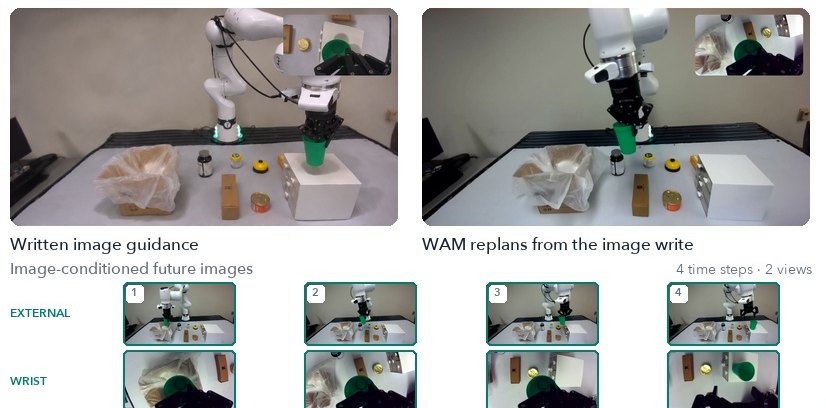 Written image guidance
WAM replans from the image write
Image-conditioned future images
4 time steps · 2 views
EXTERNAL
1
2
3
4
WRIST